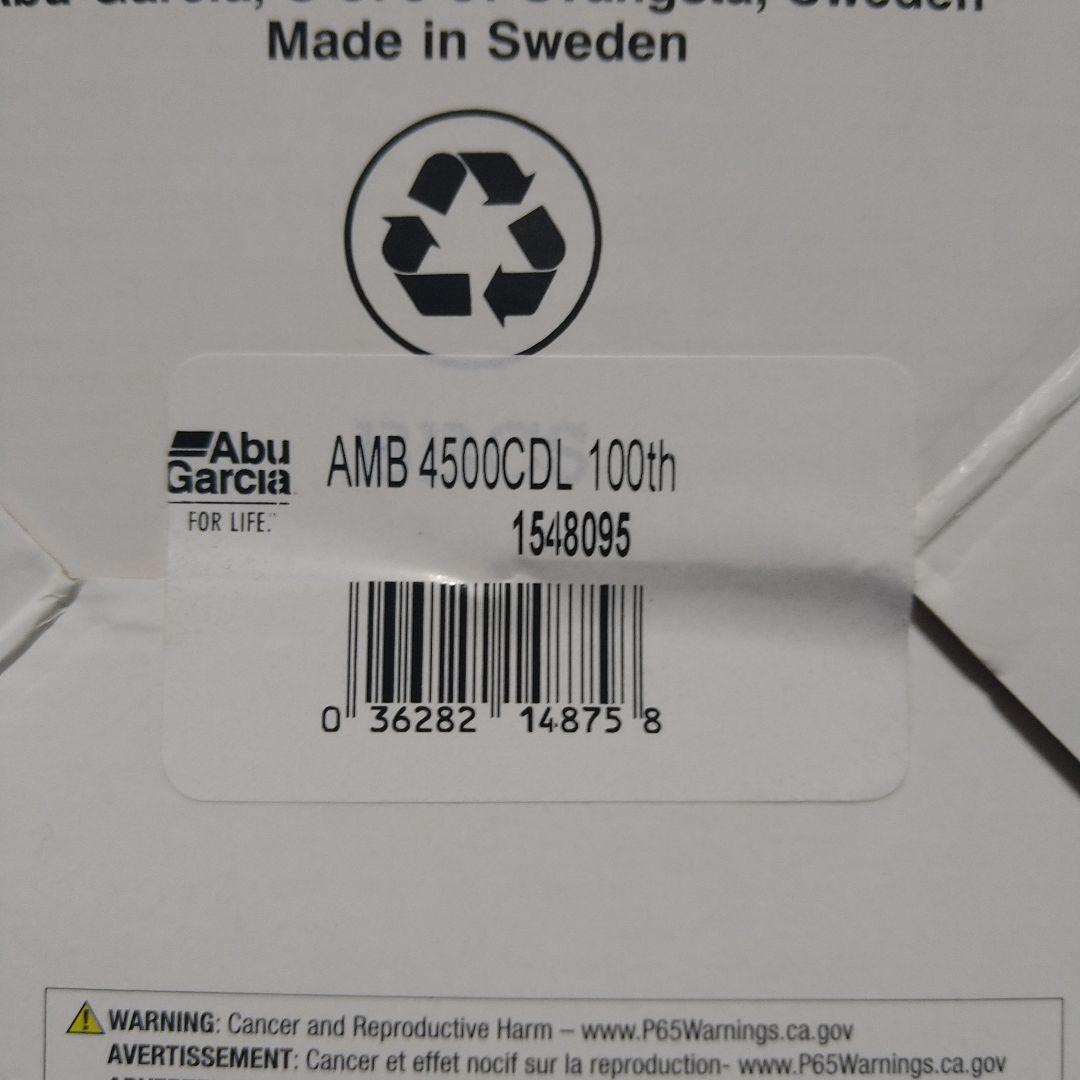 Made in Sweden
Abu
Garcia
FOR LIFE.™
AMB 4500CDL 100th
1548095
0 36282 14875 8
WARNING: Cancer and Reproductive Harm – www.P65Warnings.ca.gov
AVERTISSEMENT: Cancer et effet nocif sur la reproduction- www.P65Warnings.ca.gov